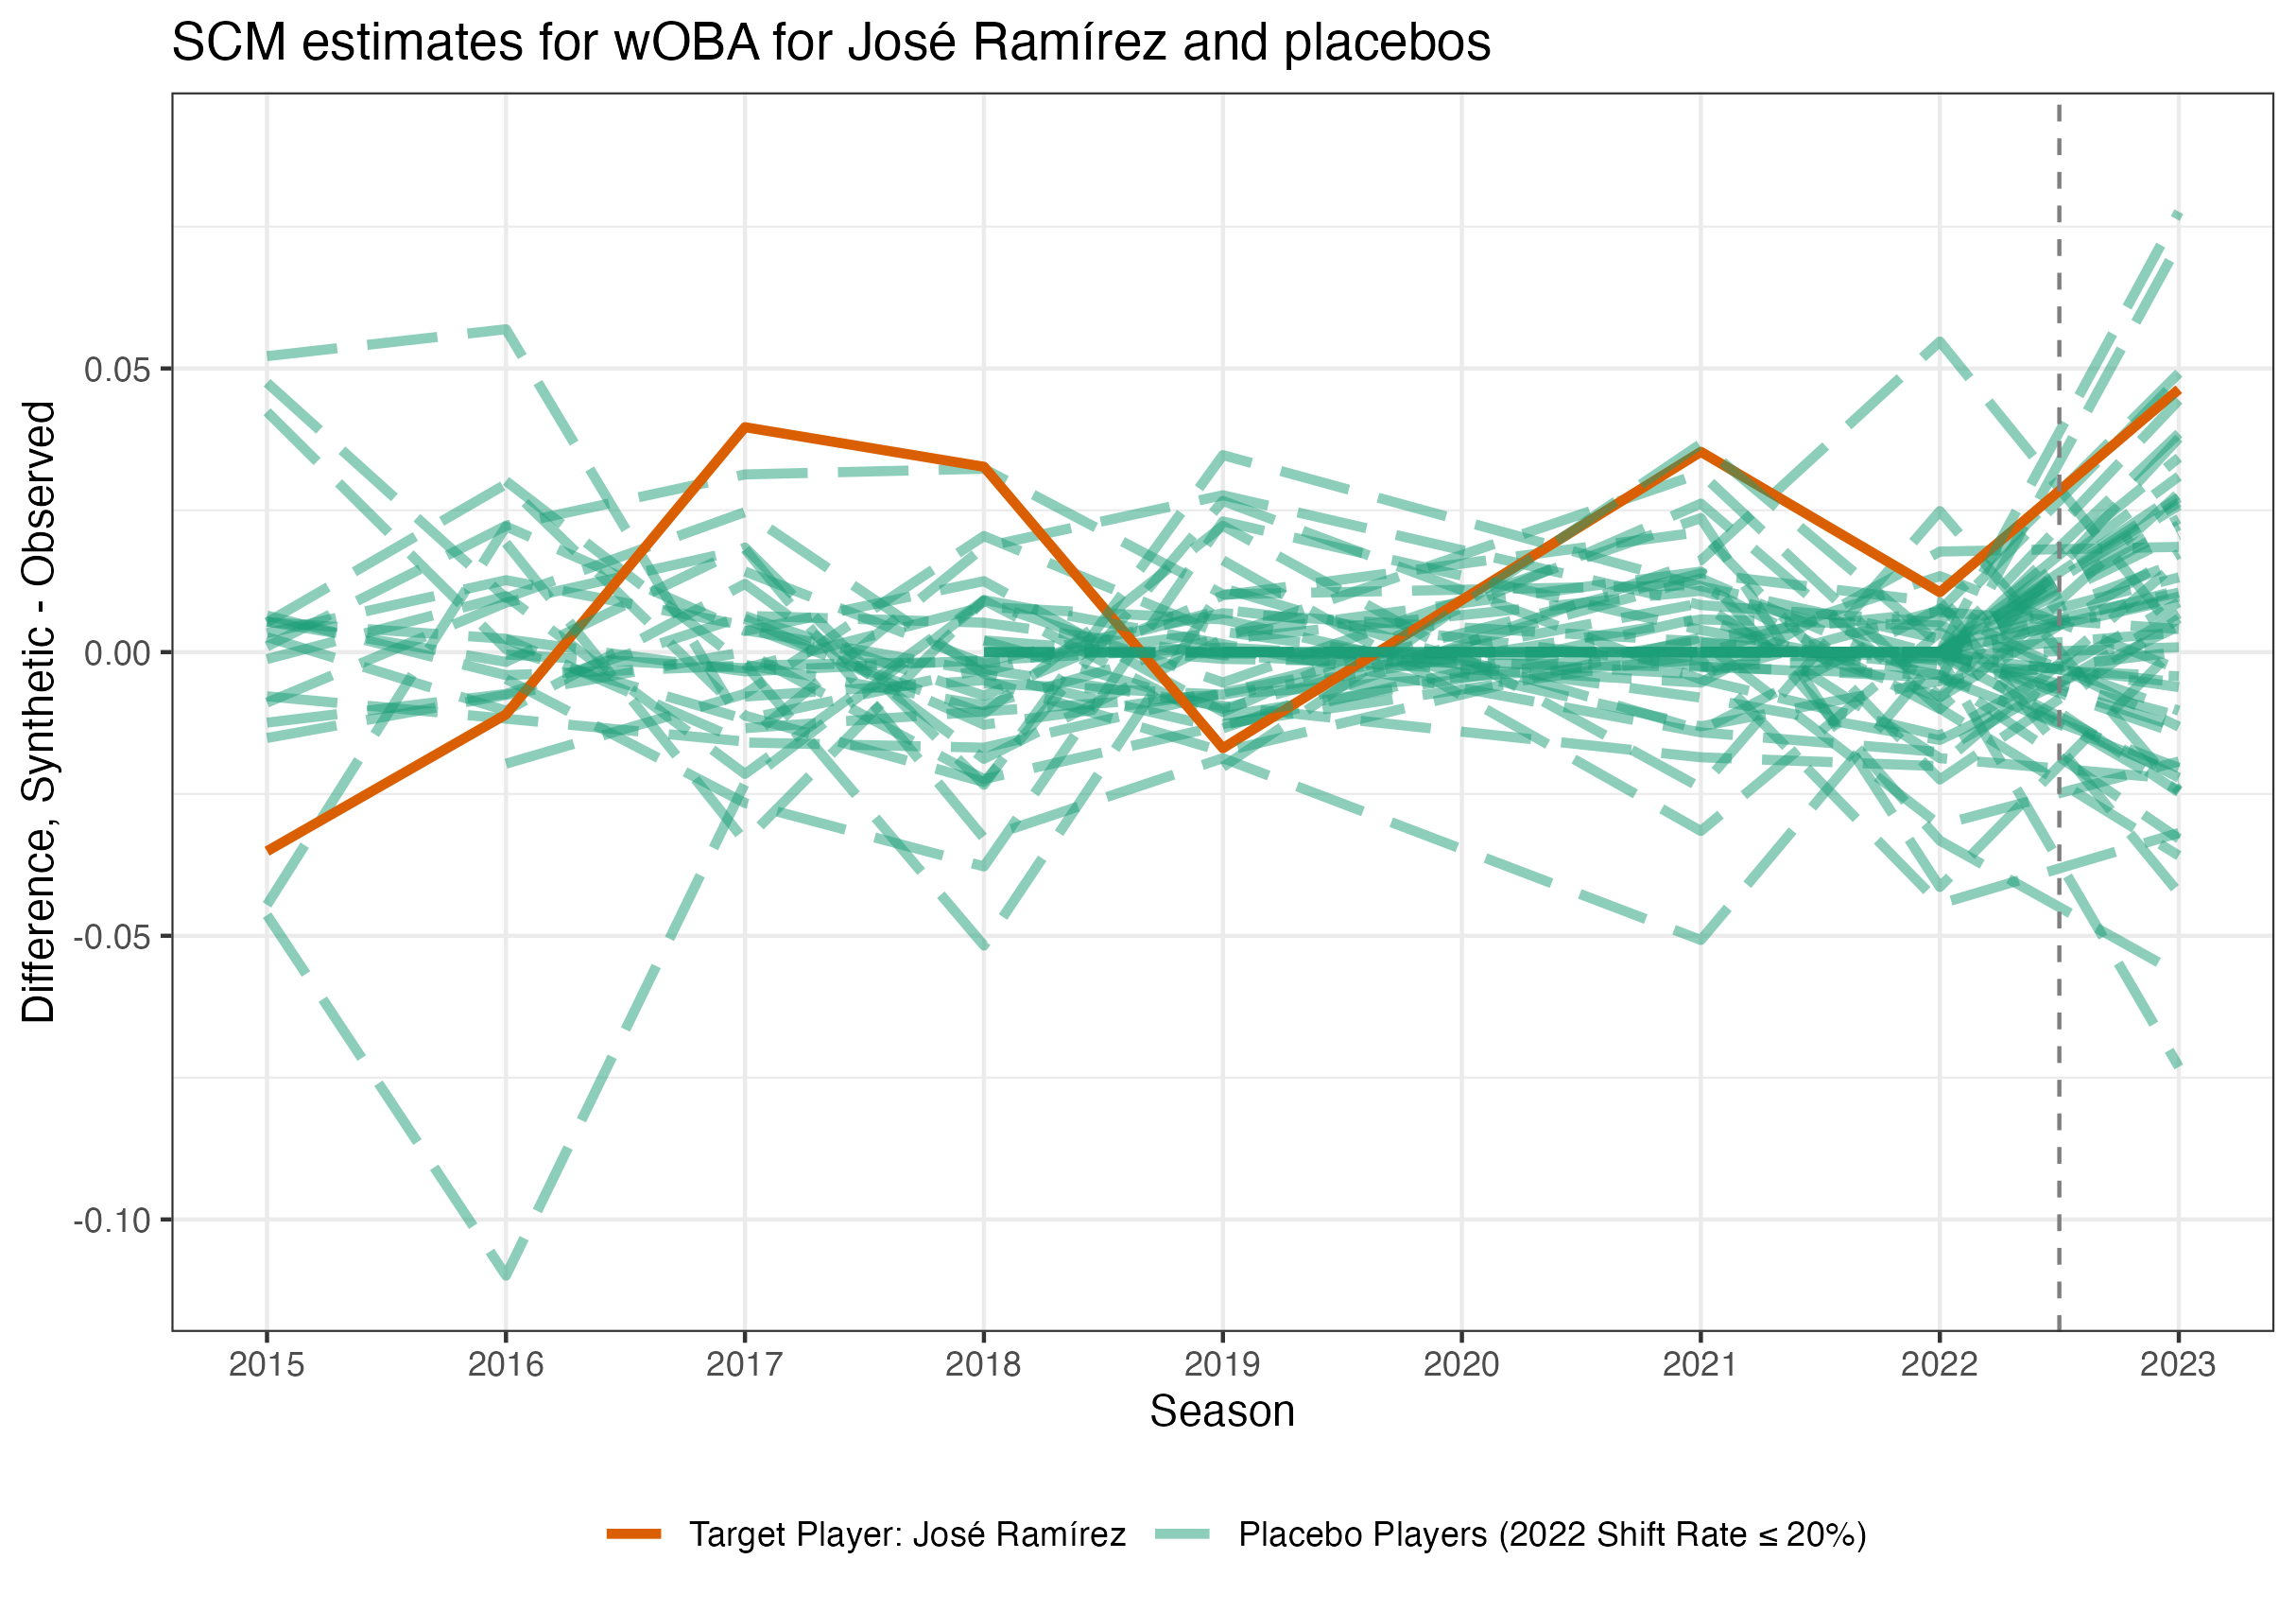 SCM estimates for wOBA for José Ramírez and placebos
Difference, Synthetic - Observed
0.05
0.00
-0.05
-0.10
2015 2016 2017 2018 2019 2020 2021 2022 2023
Season
Target Player: José Ramírez Placebo Players (2022 Shift Rate ≤ 20%)